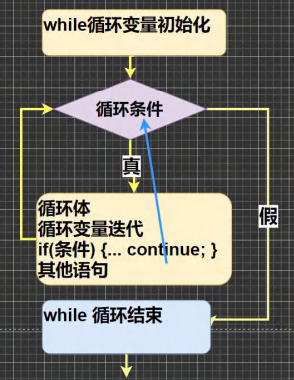 while循环变量初始化
循环条件
真
循环体
循环变量迭代
if(条件) {... continue; }
其他语句
假
while 循环结束